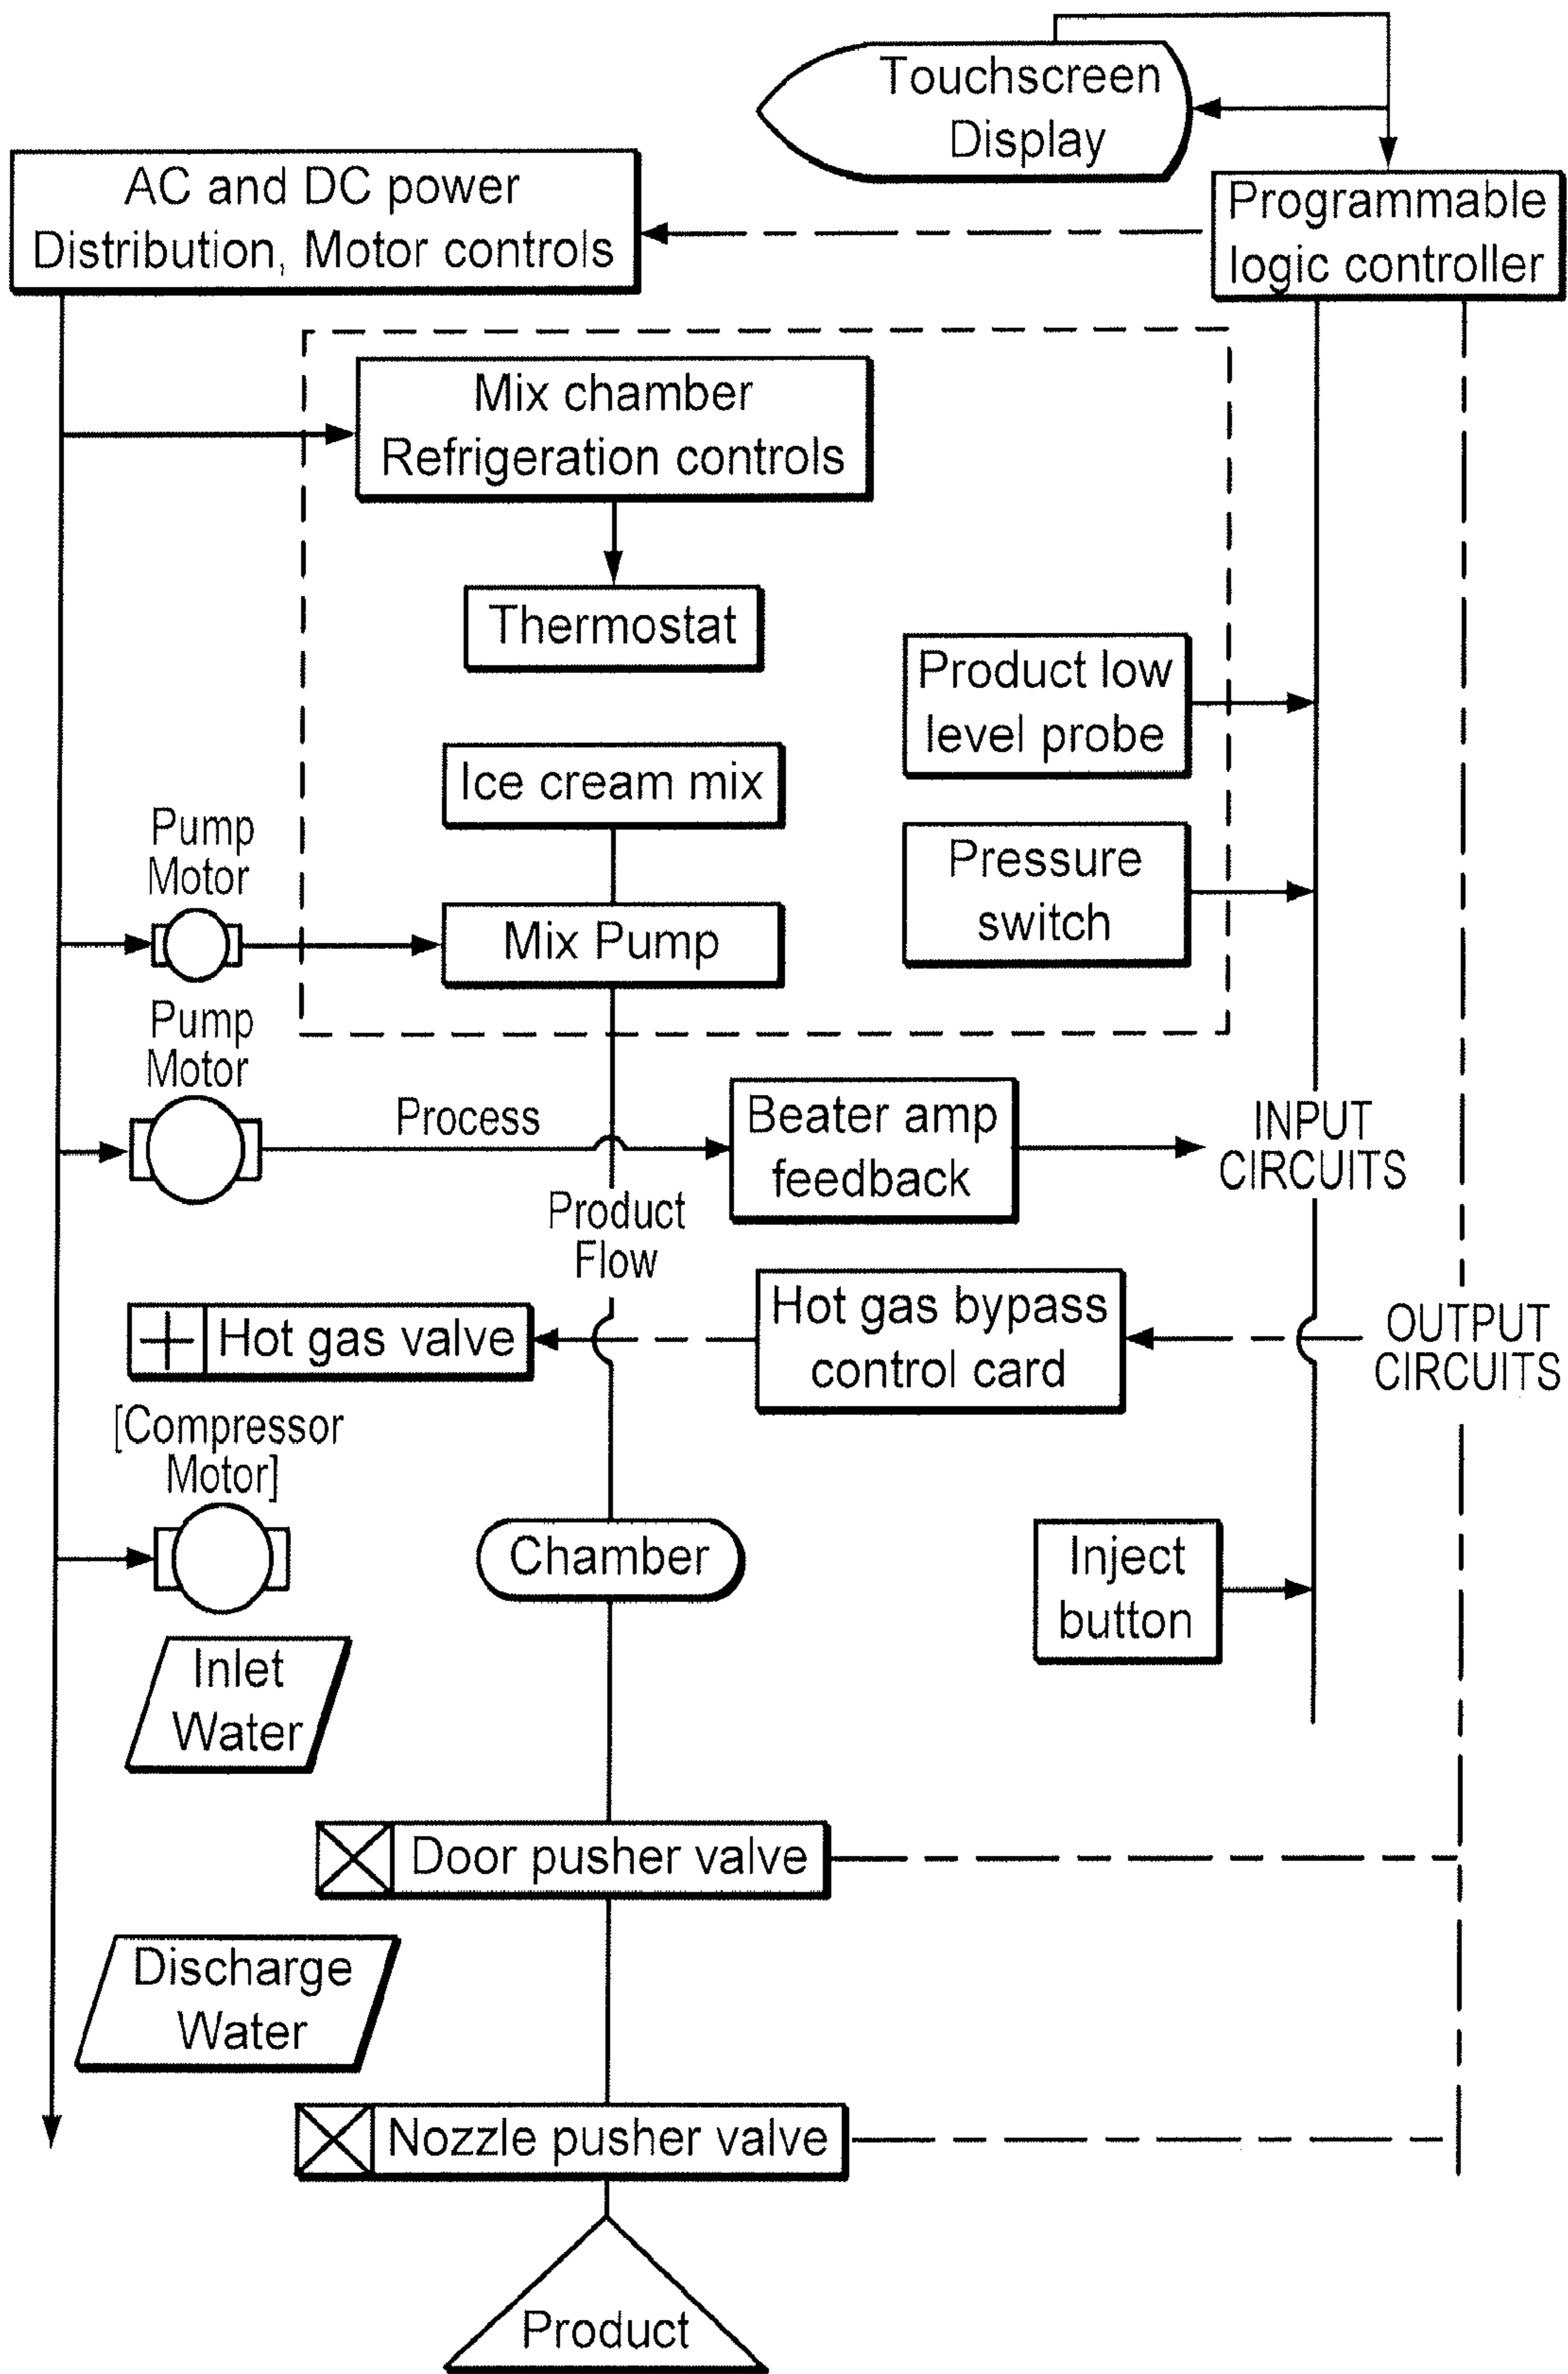 Touchscreen
Display
AC and DC power
Distribution, Motor controls
Programmable
logic controller
Mix chamber
Refrigeration controls
Thermostat
Product low
level probe
Ice cream mix
Pump
Motor
Pressure
switch
Mix Pump
Pump
Motor
Process
Beater amp
feedback
INPUT
CIRCUITS
Product
Flow
Hot gas valve
Hot gas bypass
control card
OUTPUT
CIRCUITS
[Compressor
Motor]
Chamber
Inject
button
Inlet
Water
Door pusher valve
Discharge
Water
Nozzle pusher valve
Product